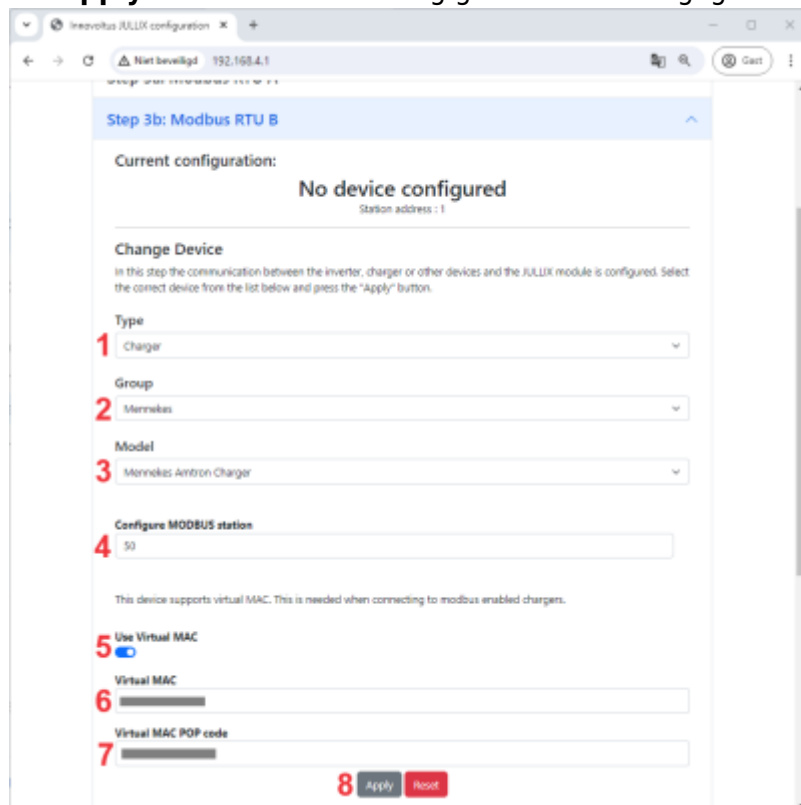 Innovoltus JULLIX configuration
Niet beveiligd 192.168.4.1
Gast
Step 3b: Modbus RTU B
Current configuration:
No device configured
Station address : 1
Change Device
In this step the communication between the inverter, charger or other devices and the JULLIX module is configured. Select
the correct device from the list below and press the "Apply" button.
Type
1 Charger
Group
2 Mennekes
Model
3 Mennekes Amtron Charger
Configure MODBUS station
4 50
This device supports virtual MAC. This is needed when connecting to modbus enabled chargers.
5 Use Virtual MAC
Virtual MAC
6
Virtual MAC POP code
7
8 Apply Reset